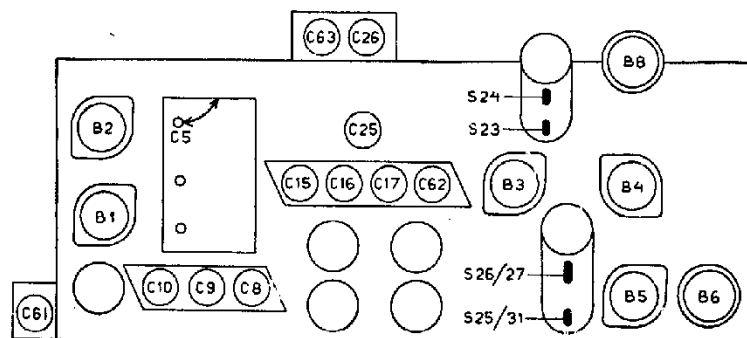 C63 C26
B8
S24
B2
C5
S23
C25
C15 C16 C17 C62
B3
B4
B1
S26/27
C10 C9 C8
B5 B6
C61
S25/31